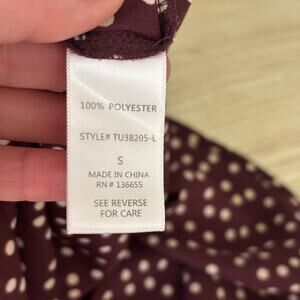 100% POLYESTER
STYLE# TU38205-L
S
MADE IN CHINA
RN # 136655
SEE REVERSE
FOR CARE